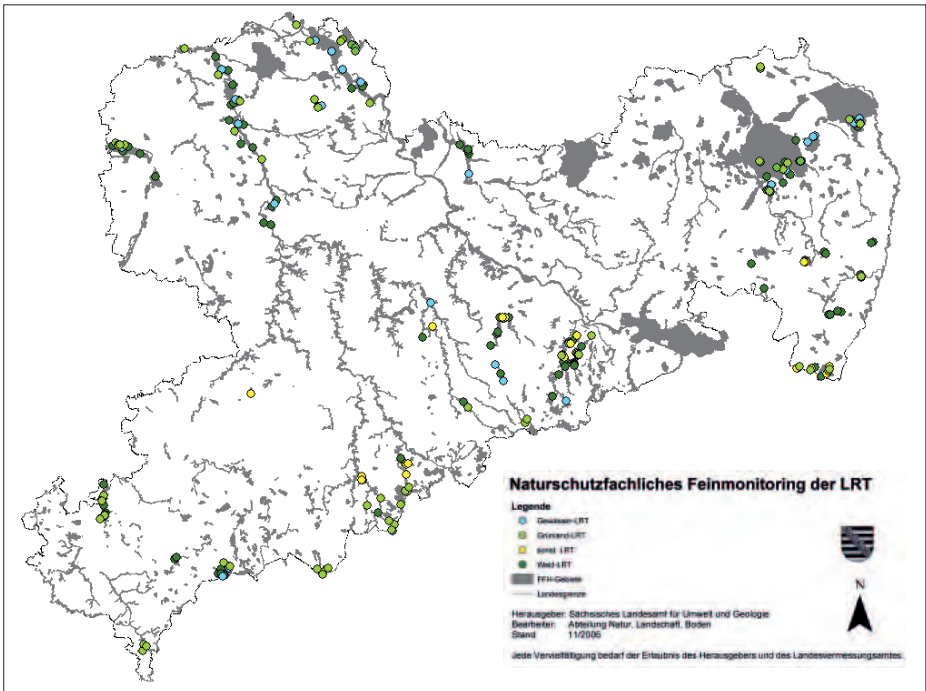 Naturschutzfachliches Feinmonitoring der LRT
Legende
Gewässer-LRT
Grünland-LRT
sonst. LRT
Wald-LRT
FFH-Gebiete
Landesgrenze
N
Herausgeber: Sächsisches Landesamt für Umwelt und Geologie
Bearbeiter: Abteilung Natur, Landschaft, Boden
Stand 11/2006
Jede Vervielfältigung bedarf der Erlaubnis des Herausgebers und des Landesvermessungsamtes.